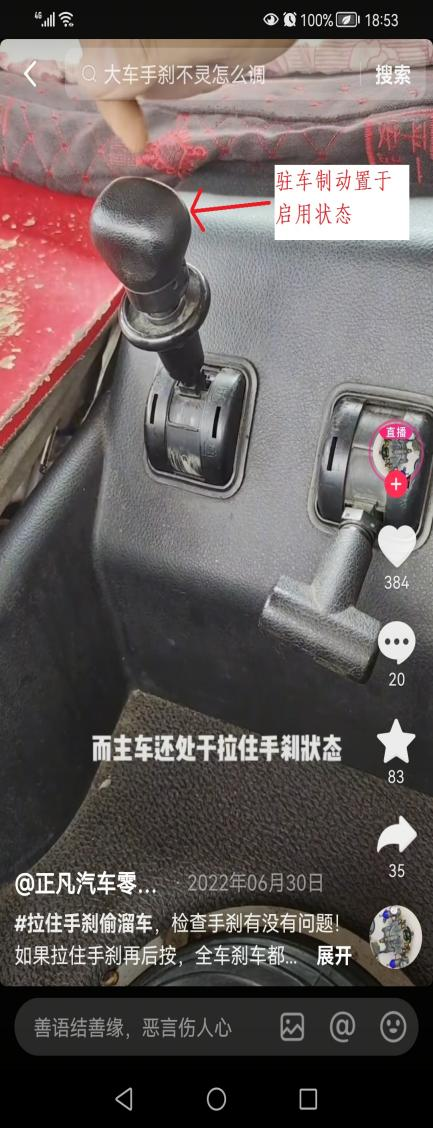 4G
100%
18:53
大车手刹不灵怎么调
搜索
驻车制动置于
启用状态
直播
384
20
而主车还处于拉住手刹状态
83
35
@正凡汽车零... · 2022年06月30日
#拉住手刹偷溜车，检查手刹有没有问题！
如果拉住手刹再后按，全车刹车都... 展开
善语结善缘，恶言伤人心